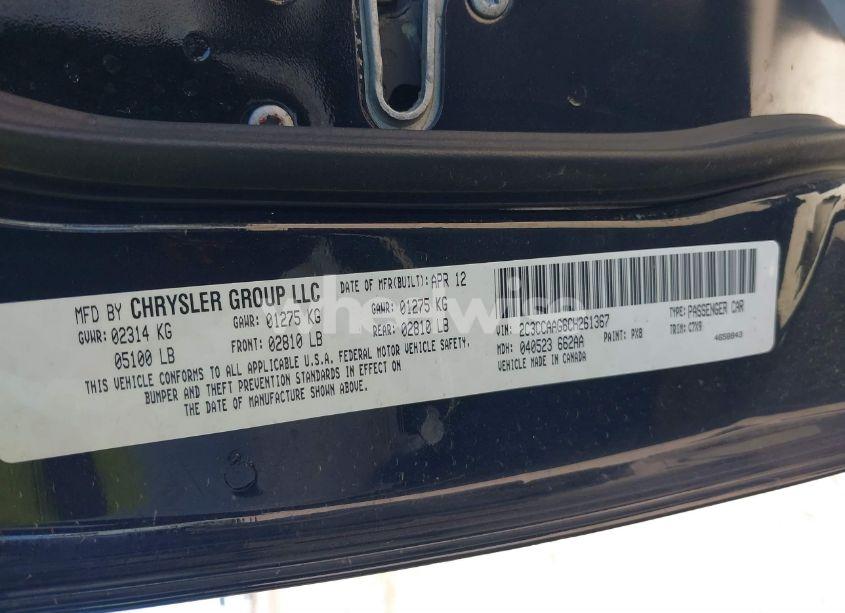 MFD BY CHRYSLER GROUP LLC
DATE OF MFR(BUILT): APR 12
GVWR: 02314 KG
05100 LB
GAWR: 01275 KG
FRONT: 02810 LB
GAWR: 01275 KG
REAR: 02810 LB
THIS VEHICLE CONFORMS TO ALL APPLICABLE U.S.A. FEDERAL MOTOR VEHICLE SAFETY,
BUMPER AND THEFT PREVENTION STANDARDS IN EFFECT ON
THE DATE OF MANUFACTURE SHOWN ABOVE.
VIN: 2C3CCAAG6CH261367
TYPE: PASSENGER CAR
MDH: 040523 662AA
PAINT: PXB
TRIM: C7X9
VEHICLE MADE IN CANADA
4658843
wheelwise